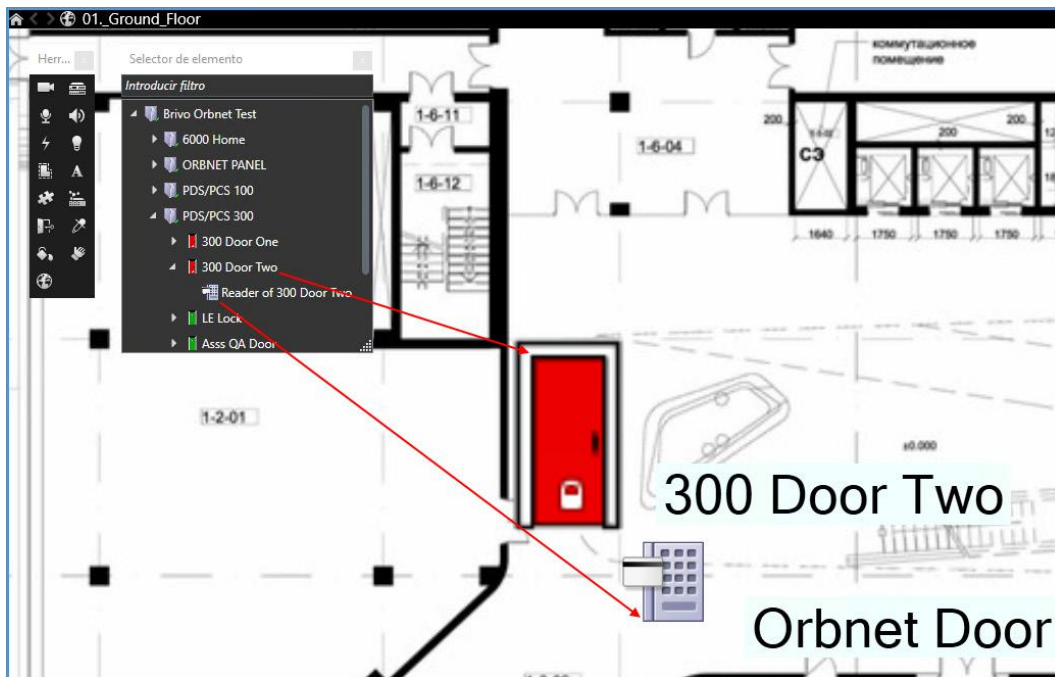 01._Ground_Floor
Herr...
Selector de elemento
Introducir filtro
Brivo Orbnet Test
6000 Home
ORBNET PANEL
PDS/PCS 100
PDS/PCS 300
300 Door One
300 Door Two
Reader of 300 Door Two
LE Lock
Asss QA Door
A
коммутационное
помещение
1-6-11
1-6-12
1-6-04
200
200
200
СЭ
1640
1750
1750
1750
1-2-01
±0.000
300 Door Two
Orbnet Door